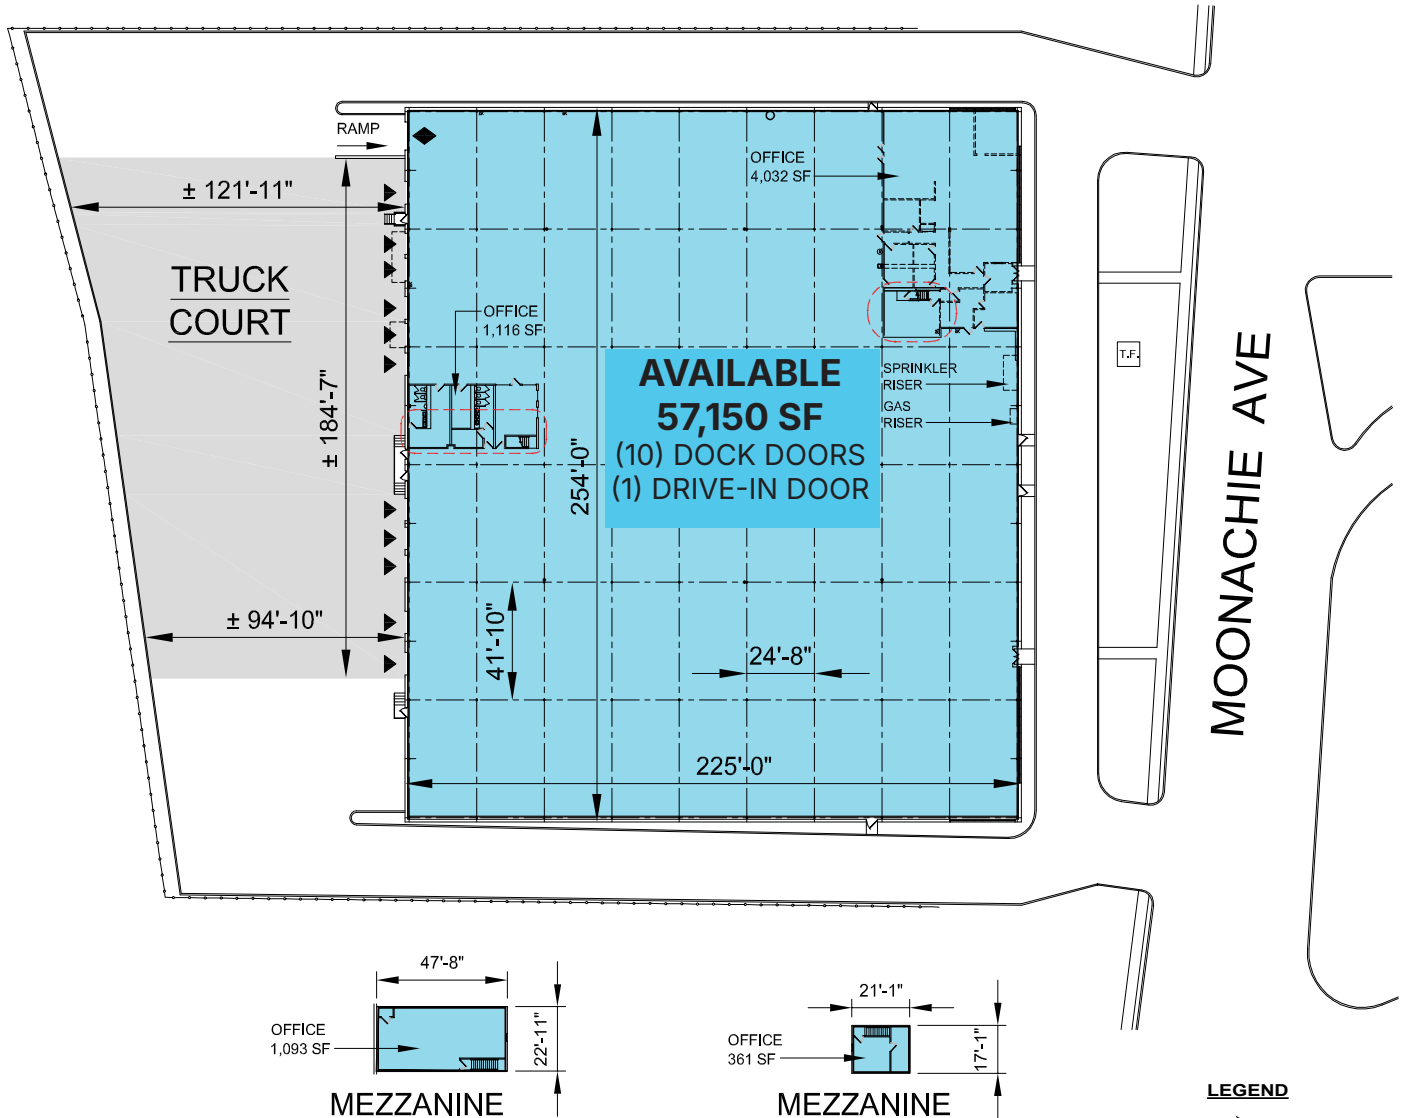 RAMP
± 121'-11"
TRUCK
COURT
± 184'-7"
± 94'-10"
OFFICE
4,032 SF
OFFICE
1,116 SF
AVAILABLE
57,150 SF
(10) DOCK DOORS
(1) DRIVE-IN DOOR
SPRINKLER
RISER
GAS
RISER
254'-0"
41'-10"
24'-8"
225'-0"
T.F.
MOONACHIE AVE
47'-8"
22'-11"
OFFICE
1,093 SF
MEZZANINE
21'-1"
17'-1"
OFFICE
361 SF
MEZZANINE
LEGEND